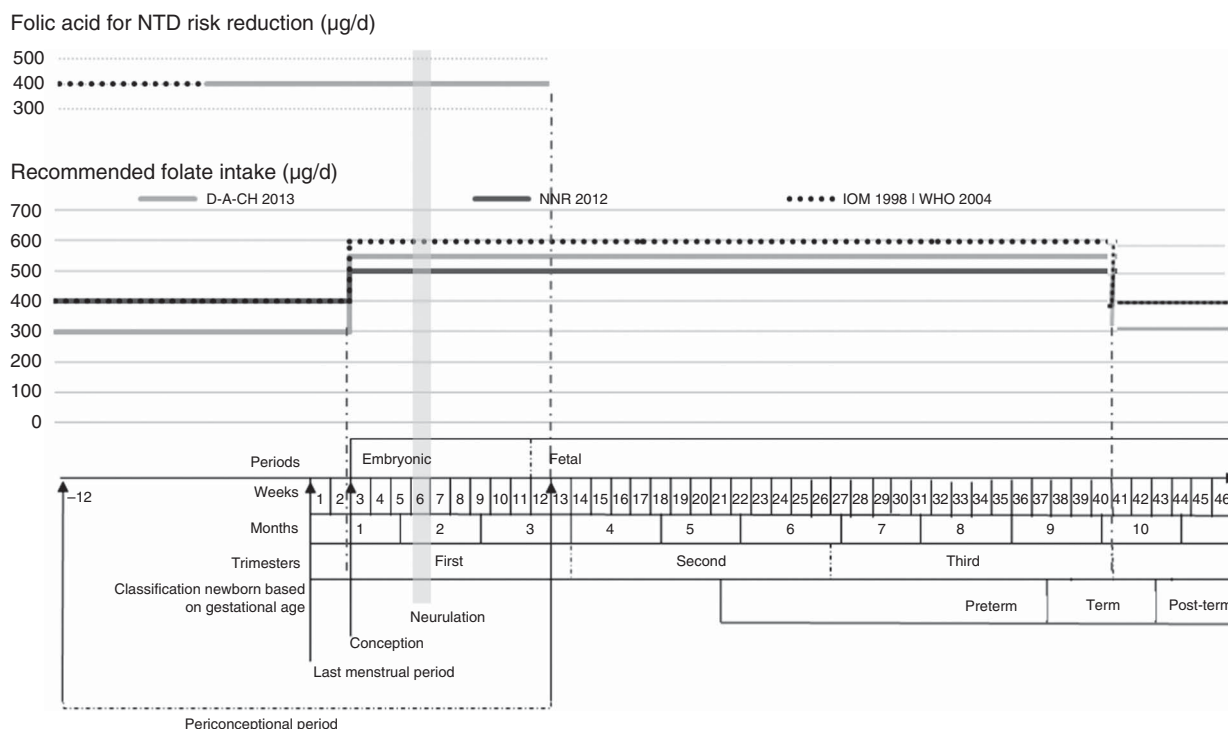 Folic acid for NTD risk reduction (µg/d)
500
400
300
Recommended folate intake (µg/d)
D-A-CH 2013 NNR 2012 IOM 1998 I WHO 2004
700
600
500
400
300
200
100
0
Periods Embryonic Fetal
Weeks –12 1 2 3 4 5 6 7 8 9 10 11 12 13 14 15 16 17 18 19 20 21 22 23 24 25 26 27 28 29 30 31 32 33 34 35 36 37 38 39 40 41 42 43 44 45 46
Months 1 2 3 4 5 6 7 8 9 10
Trimesters First Second Third
Classification newborn based
on gestational age
Preterm Term Post-term
Neurulation
Conception
Last menstrual period
Periconceptional period